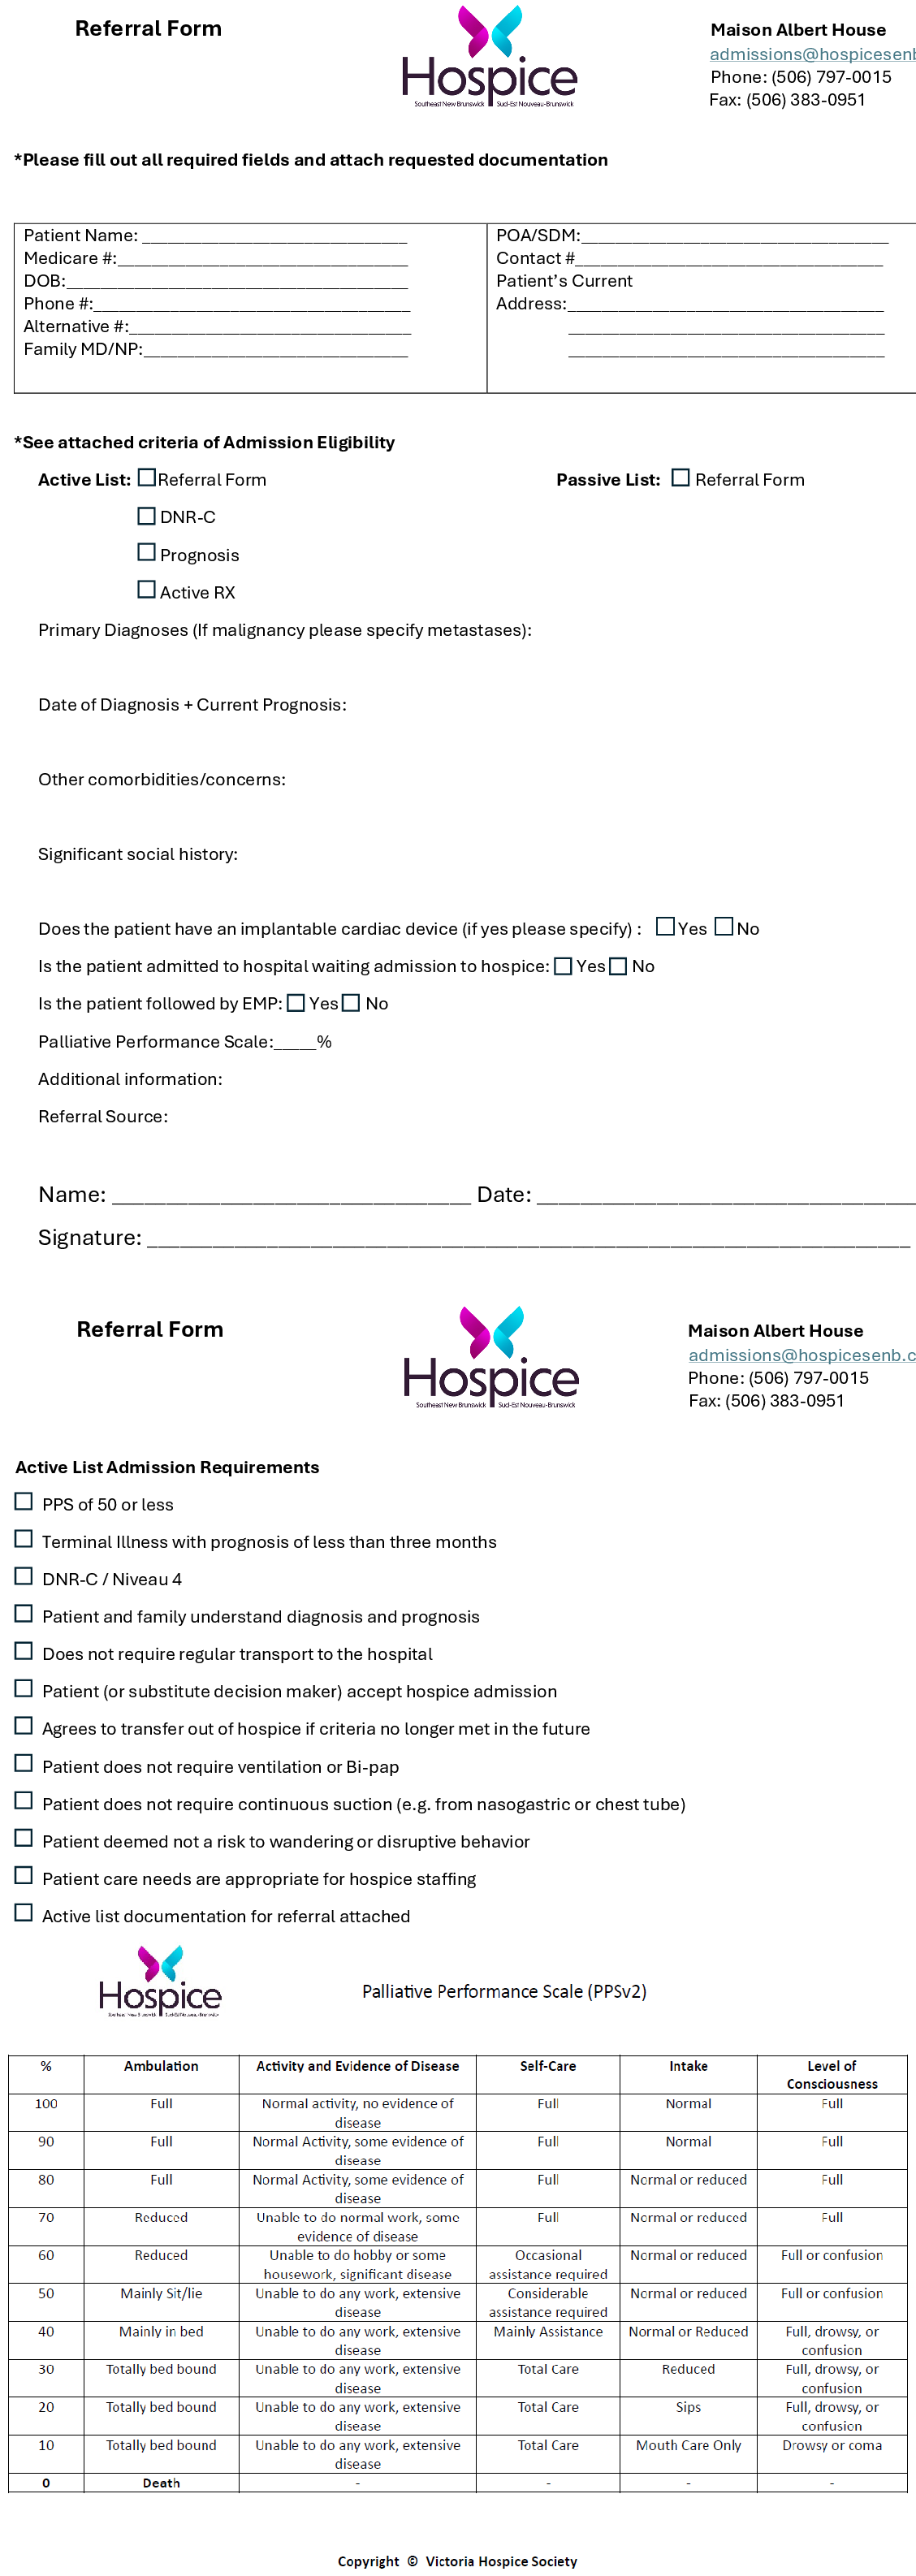 Referral Form
Hospice
Southeast New Brunswick Sud-Est Nouveau-Brunswick
Maison Albert House
admissions@hospicesenb
Phone: (506) 797-0015
Fax: (506) 383-0951
*Please fill out all required fields and attach requested documentation
Patient Name: ____________________________
Medicare #:_______________________________
DOB:____________________________________
Phone #:__________________________________
Alternative #:______________________________
Family MD/NP:____________________________
POA/SDM:_________________________________
Contact #_________________________________
Patient’s Current
Address:__________________________________
__________________________________
__________________________________
*See attached criteria of Admission Eligibility
Active List: Referral Form Passive List: Referral Form
DNR-C
Prognosis
Active RX
Primary Diagnoses (If malignancy please specify metastases):
Date of Diagnosis + Current Prognosis:
Other comorbidities/concerns:
Significant social history:
Does the patient have an implantable cardiac device (if yes please specify) : Yes No
Is the patient admitted to hospital waiting admission to hospice: Yes No
Is the patient followed by EMP: Yes No
Palliative Performance Scale:_____%
Additional information:
Referral Source:
Name: ______________________________ Date: ________________________________
Signature: ________________________________________________________________
Referral Form
Hospice
Southeast New Brunswick Sud-Est Nouveau-Brunswick
Maison Albert House
admissions@hospicesenb.c
Phone: (506) 797-0015
Fax: (506) 383-0951
Active List Admission Requirements
PPS of 50 or less
Terminal Illness with prognosis of less than three months
DNR-C / Niveau 4
Patient and family understand diagnosis and prognosis
Does not require regular transport to the hospital
Patient (or substitute decision maker) accept hospice admission
Agrees to transfer out of hospice if criteria no longer met in the future
Patient does not require ventilation or Bi-pap
Patient does not require continuous suction (e.g. from nasogastric or chest tube)
Patient deemed not a risk to wandering or disruptive behavior
Patient care needs are appropriate for hospice staffing
Active list documentation for referral attached
Hospice
Palliative Performance Scale (PPSv2)
% Ambulation Activity and Evidence of Disease Self-Care Intake Level of
Consciousness
100 Full Normal activity, no evidence of Full Normal Full
disease
90 Full Normal Activity, some evidence of Full Normal Full
disease
80 Full Normal Activity, some evidence of Full Normal or reduced Full
disease
70 Reduced Unable to do normal work, some Full Normal or reduced Full
evidence of disease
60 Reduced Unable to do hobby or some Occasional Normal or reduced Full or confusion
housework, significant disease assistance required
50 Mainly Sit/lie Unable to do any work, extensive Considerable Normal or reduced Full or confusion
disease assistance required
40 Mainly in bed Unable to do any work, extensive Mainly Assistance Normal or Reduced Full, drowsy, or
disease confusion
30 Totally bed bound Unable to do any work, extensive Total Care Reduced Full, drowsy, or
disease confusion
20 Totally bed bound Unable to do any work, extensive Total Care Sips Full, drowsy, or
disease confusion
10 Totally bed bound Unable to do any work, extensive Total Care Mouth Care Only Drowsy or coma
disease
0 Death - - - -
Copyright © Victoria Hospice Society